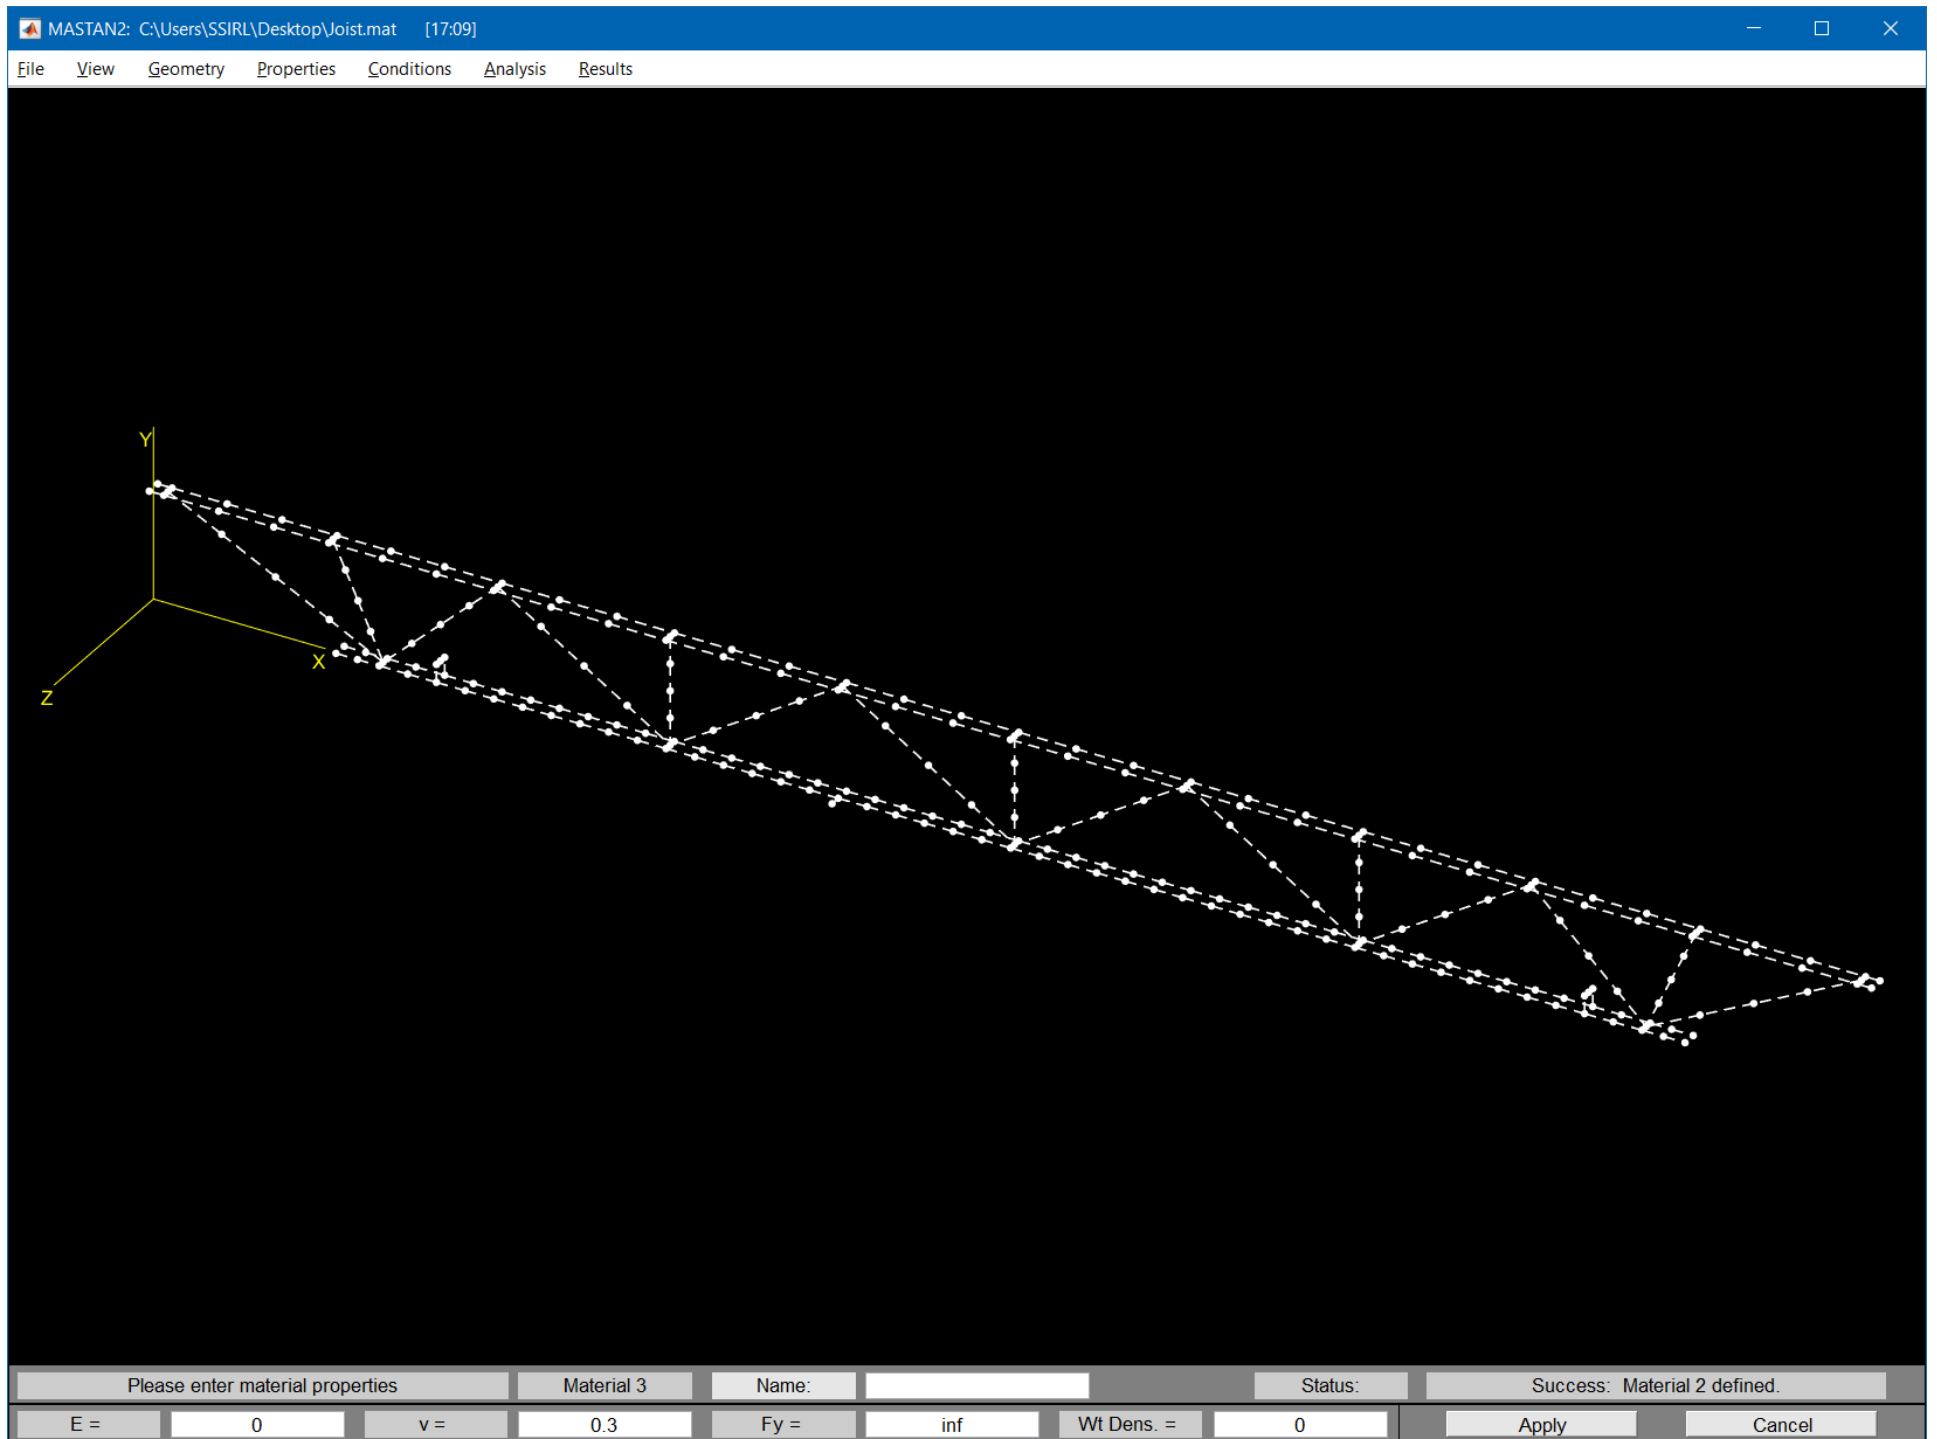 MASTAN2: C:\Users\SSIRL\Desktop\Joist.mat [17:09]
File View Geometry Properties Conditions Analysis Results
Y
X
Z
Please enter material properties Material 3 Name: Status: Success: Material 2 defined.
E = 0 v = 0.3 Fy = inf Wt Dens. = 0 Apply Cancel